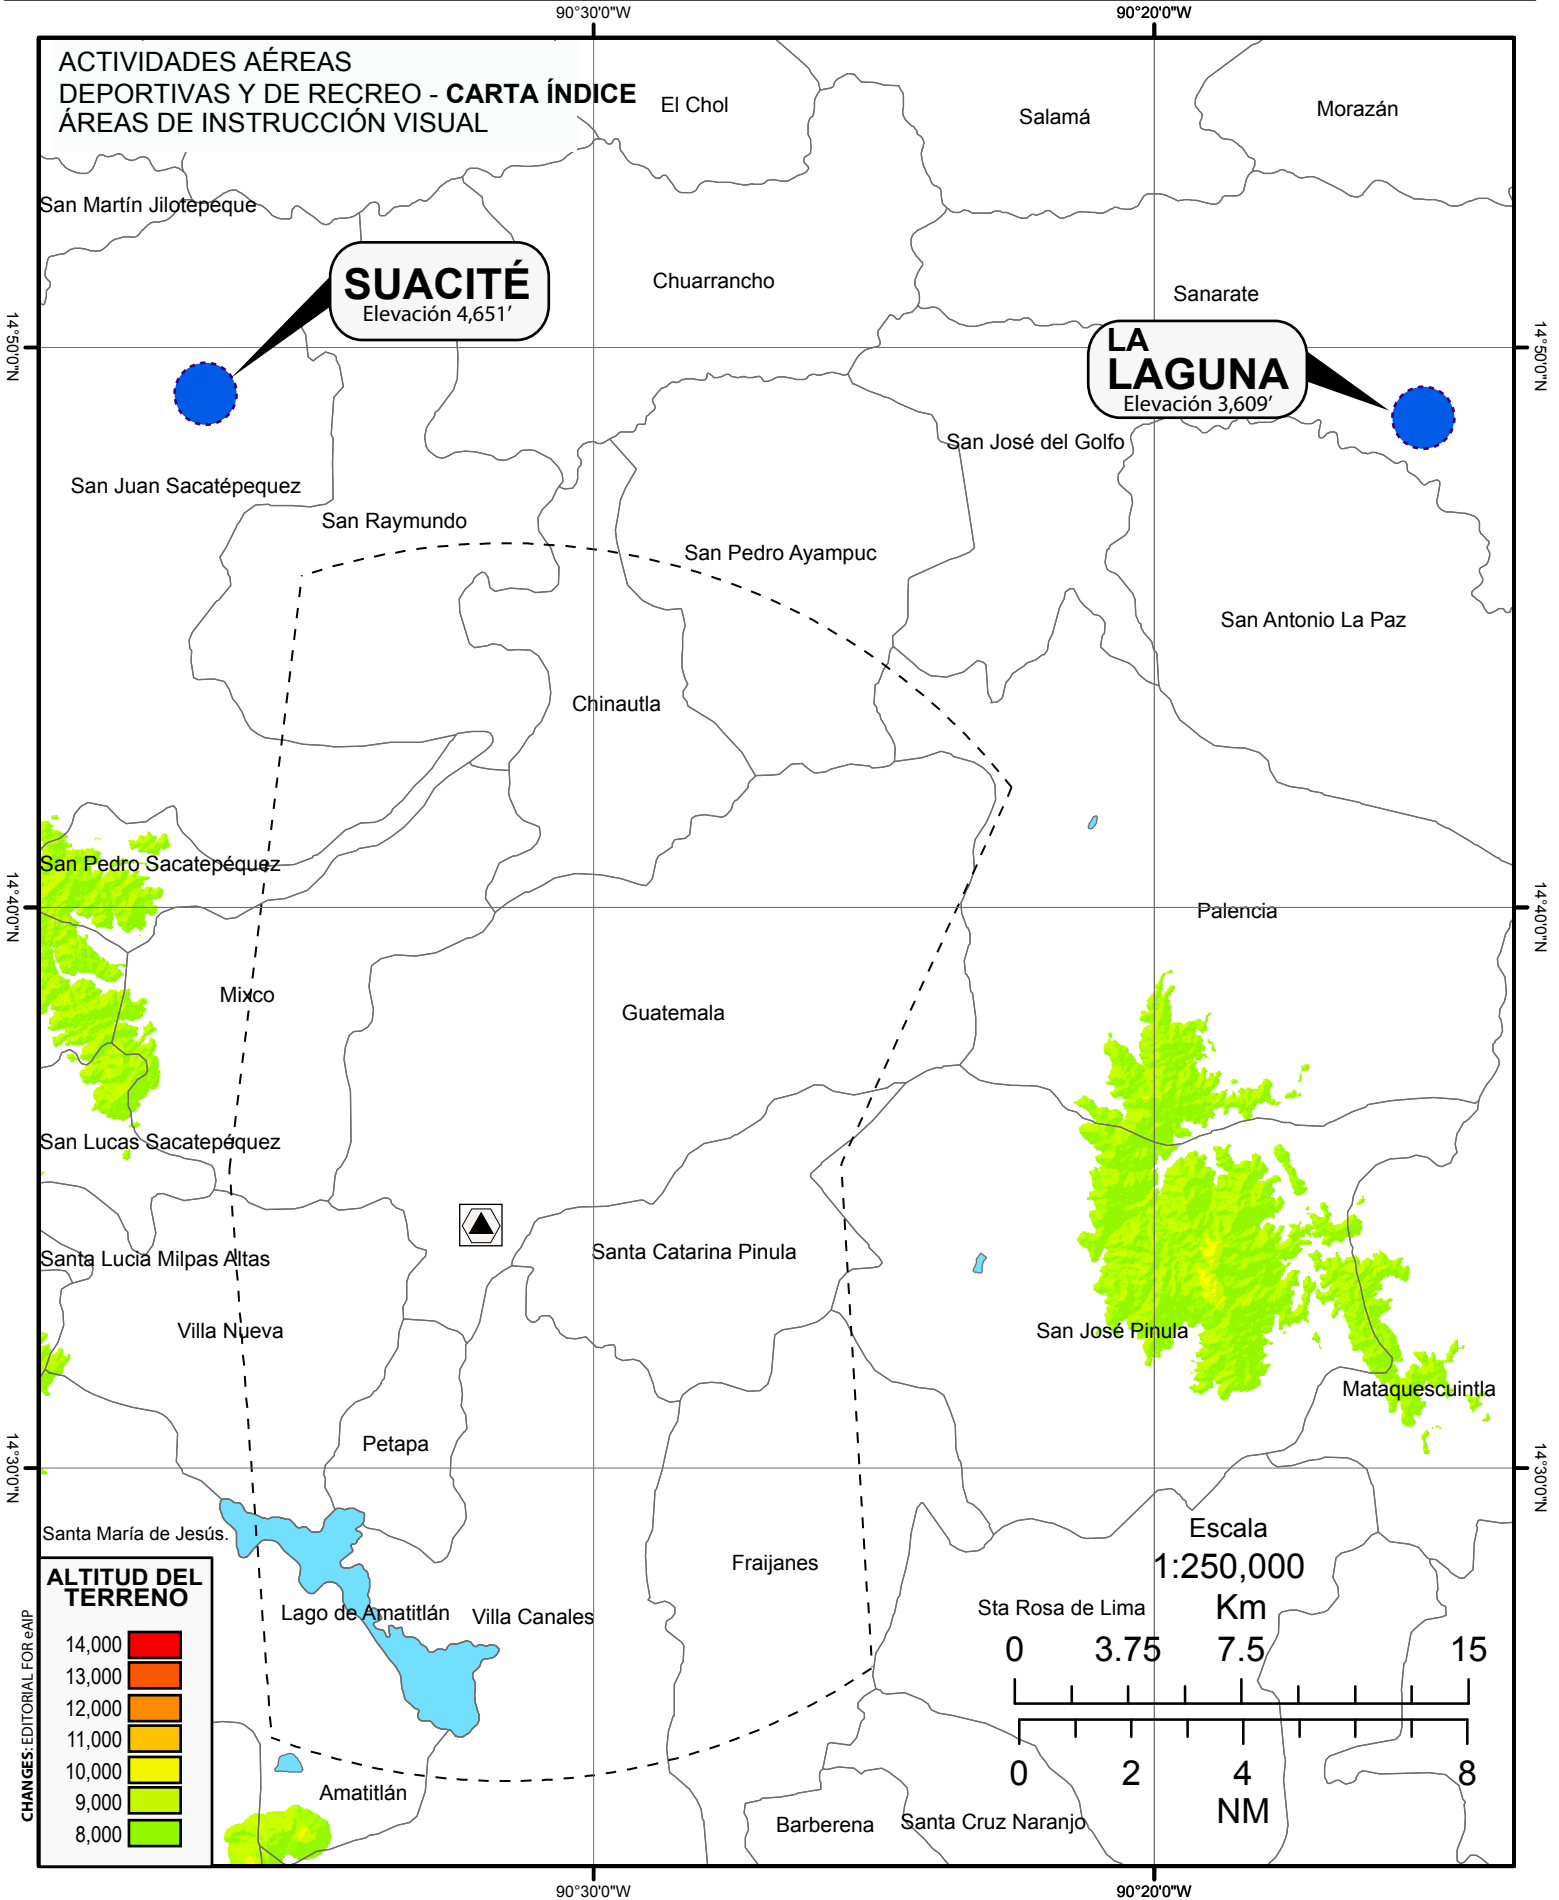 90°30'0"W
90°20'0"W
ACTIVIDADES AÉREAS
DEPORTIVAS Y DE RECREO - CARTA ÍNDICE
ÁREAS DE INSTRUCCIÓN VISUAL
El Chol
Salamá
Morazán
San Martín Jilotepeque
SUACITÉ
Elevación 4,651’
Chuarrancho
Sanarate
14°50'0"N
14°50'0"N
LA
LAGUNA
Elevación 3,609’
San José del Golfo
San Juan Sacatépequez
San Raymundo
San Pedro Ayampuc
San Antonio La Paz
Chinautla
San Pedro Sacatepéquez
14°40'0"N
14°40'0"N
Palencia
Mixco
Guatemala
San Lucas Sacatepéquez
Santa Lucia Milpas Altas
Santa Catarina Pinula
Villa Nueva
San José Pinula
Mataquescuintla
Petapa
14°30'0"N
14°30'0"N
Santa María de Jesús.
Fraijanes
Lago de Amatitlán
Villa Canales
Sta Rosa de Lima
Escala
1:250,000
Km
0 3.75 7.5 15
0 2 4 8
NM
ALTITUD DEL
TERRENO
14,000
13,000
12,000
11,000
10,000
9,000
8,000
CHANGES: EDITORIAL FOR eAIP
Amatitlán
Barberena
Santa Cruz Naranjo
90°30'0"W
90°20'0"W